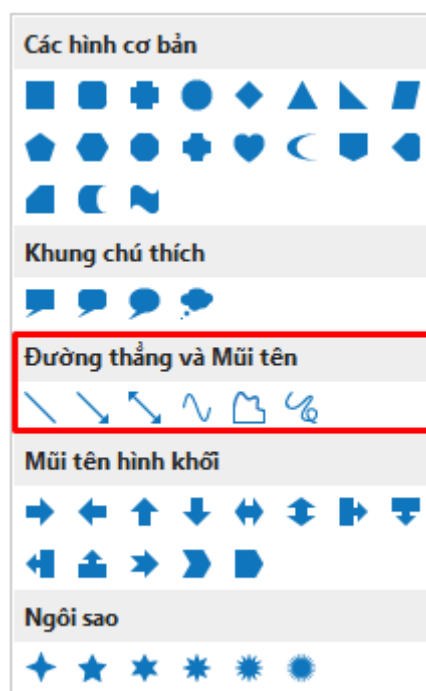 Các hình cơ bản
Khung chú thích
Đường thẳng và Mũi tên
Mũi tên hình khối
Ngôi sao